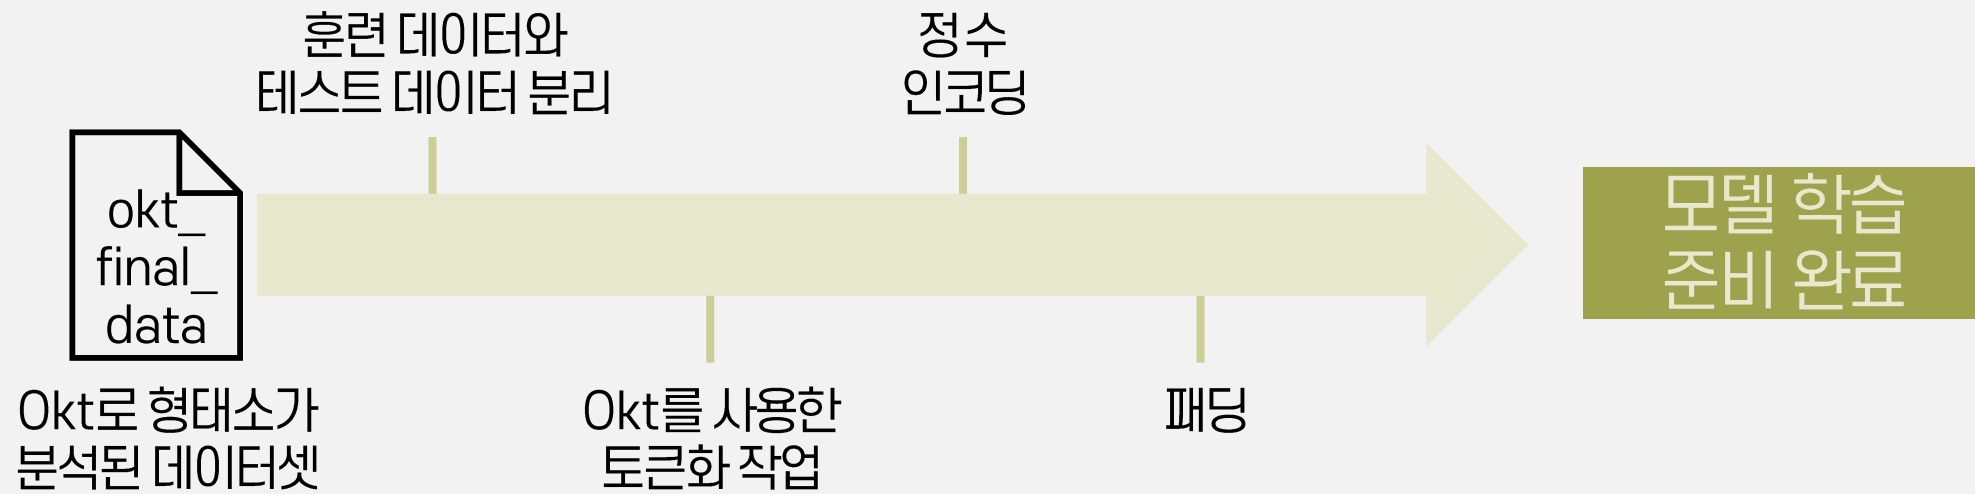 훈련 데이터와
테스트 데이터 분리
정수
인코딩
okt_
final_
data
모델 학습
준비 완료
Okt로 형태소가
분석된 데이터셋
Okt를 사용한
토큰화 작업
패딩